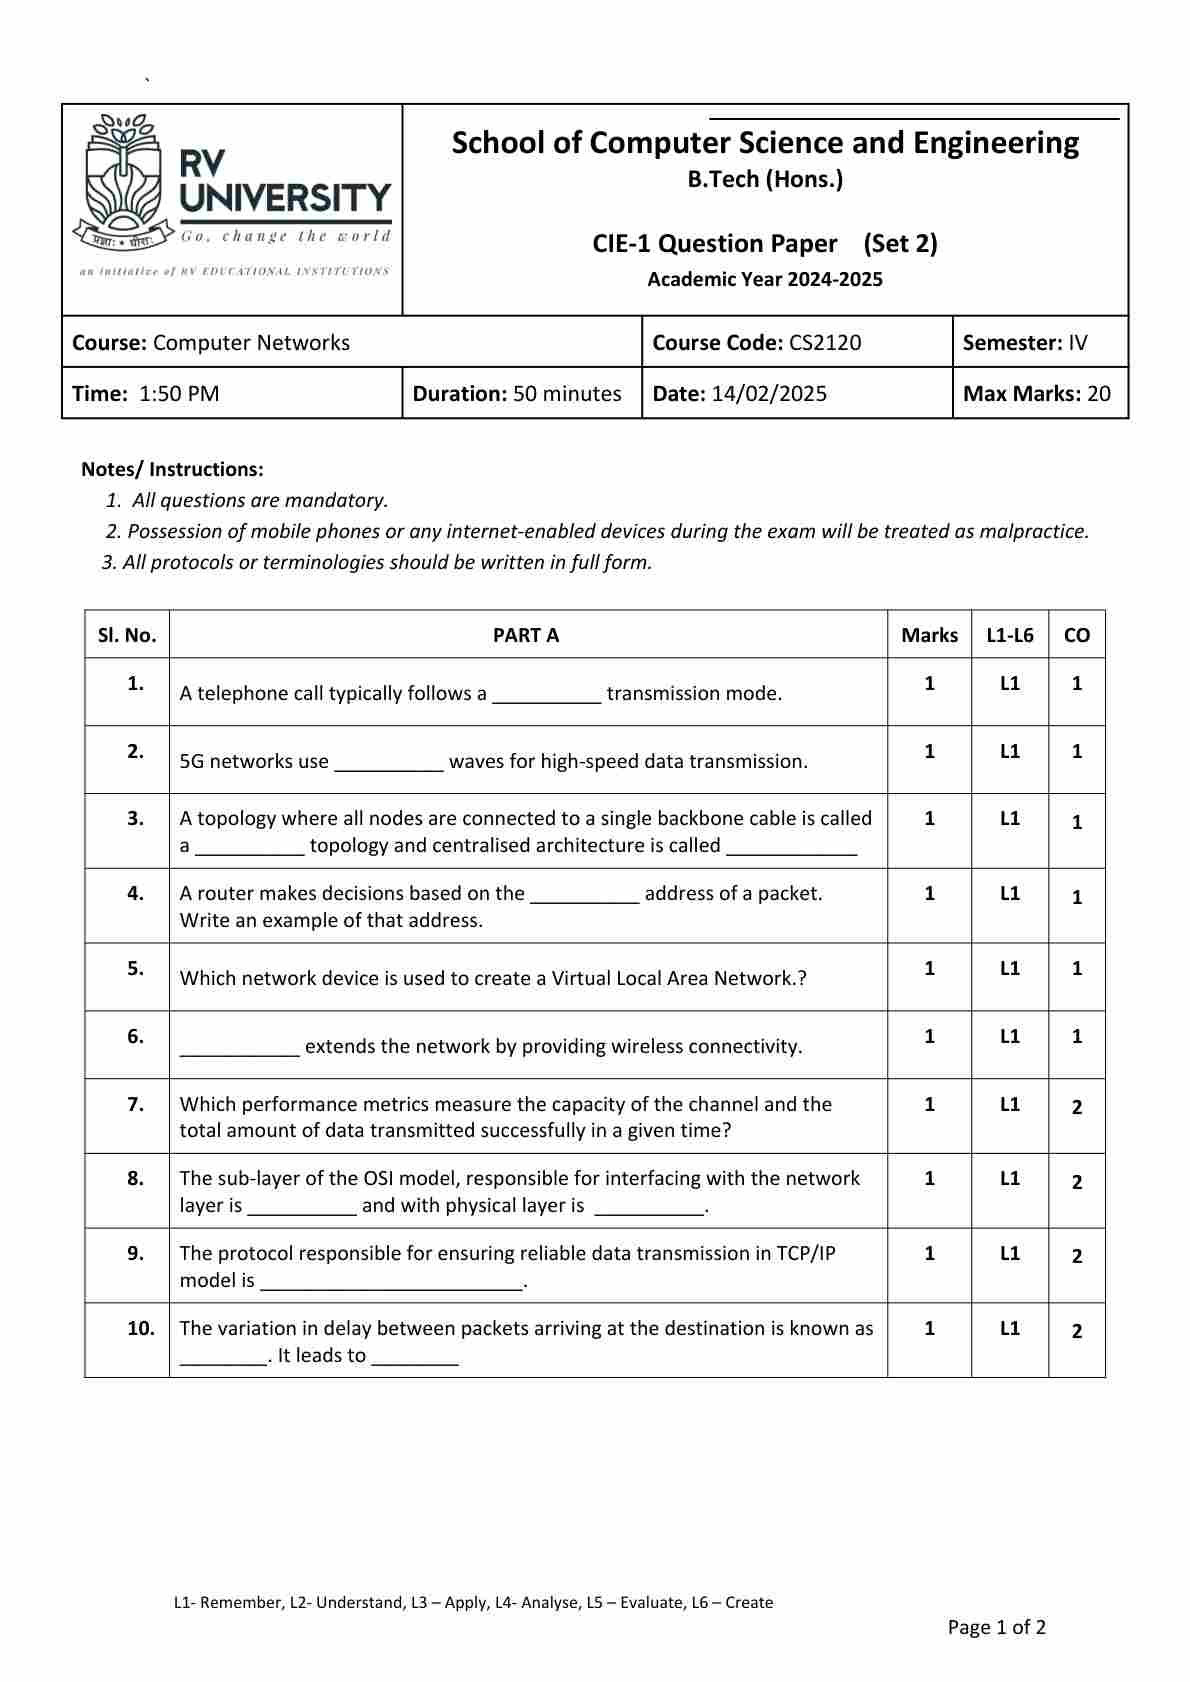 `
RV
UNIVERSITY
Go, change the world
an initiative of RV EDUCATIONAL INSTITUTIONS
प्रज्ञाः • धीराः
School of Computer Science and Engineering
B.Tech (Hons.)
CIE-1 Question Paper (Set 2)
Academic Year 2024-2025
Course: Computer Networks Course Code: CS2120 Semester: IV
Time: 1:50 PM Duration: 50 minutes Date: 14/02/2025 Max Marks: 20
Notes/ Instructions:
1. All questions are mandatory.
2. Possession of mobile phones or any internet-enabled devices during the exam will be treated as malpractice.
3. All protocols or terminologies should be written in full form.
Sl. No. PART A Marks L1-L6 CO
1. A telephone call typically follows a __________ transmission mode. 1 L1 1
2. 5G networks use __________ waves for high-speed data transmission. 1 L1 1
3. A topology where all nodes are connected to a single backbone cable is called 1 L1 1
a __________ topology and centralised architecture is called ____________
4. A router makes decisions based on the __________ address of a packet. 1 L1 1
Write an example of that address.
5. Which network device is used to create a Virtual Local Area Network.? 1 L1 1
6. ___________ extends the network by providing wireless connectivity. 1 L1 1
7. Which performance metrics measure the capacity of the channel and the 1 L1 2
total amount of data transmitted successfully in a given time?
8. The sub-layer of the OSI model, responsible for interfacing with the network 1 L1 2
layer is __________ and with physical layer is __________.
9. The protocol responsible for ensuring reliable data transmission in TCP/IP 1 L1 2
model is ________________________.
10. The variation in delay between packets arriving at the destination is known as 1 L1 2
________. It leads to ________
L1- Remember, L2- Understand, L3 – Apply, L4- Analyse, L5 – Evaluate, L6 – Create
Page 1 of 2